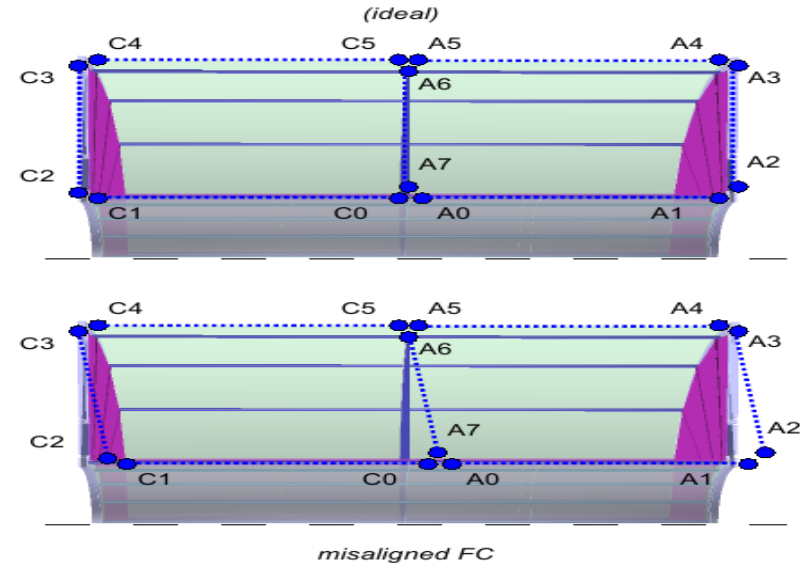 (ideal)
C4 C5 A5 A4
C3 A6 A3
C2 A7 A2
C1 C0 A0 A1
C4 C5 A5 A4
C3 A6 A3
C2 A7 A2
C1 C0 A0 A1
misaligned FC